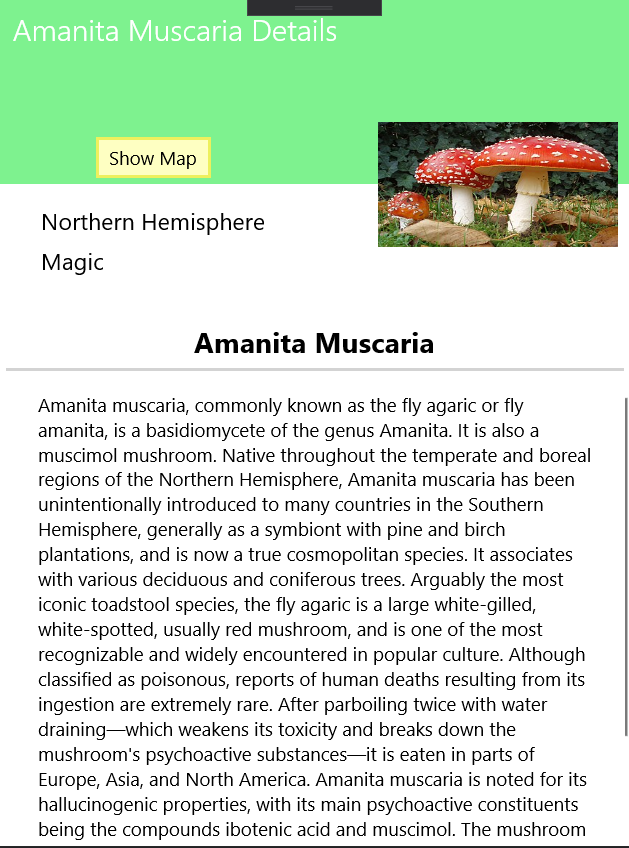 Amanita Muscaria Details
Show Map
Northern Hemisphere
Magic
Amanita Muscaria
Amanita muscaria, commonly known as the fly agaric or fly
amanita, is a basidiomycete of the genus Amanita. It is also a
muscimol mushroom. Native throughout the temperate and boreal
regions of the Northern Hemisphere, Amanita muscaria has been
unintentionally introduced to many countries in the Southern
Hemisphere, generally as a symbiont with pine and birch
plantations, and is now a true cosmopolitan species. It associates
with various deciduous and coniferous trees. Arguably the most
iconic toadstool species, the fly agaric is a large white-gilled,
white-spotted, usually red mushroom, and is one of the most
recognizable and widely encountered in popular culture. Although
classified as poisonous, reports of human deaths resulting from its
ingestion are extremely rare. After parboiling twice with water
draining—which weakens its toxicity and breaks down the
mushroom's psychoactive substances—it is eaten in parts of
Europe, Asia, and North America. Amanita muscaria is noted for its
hallucinogenic properties, with its main psychoactive constituents
being the compounds ibotenic acid and muscimol. The mushroom